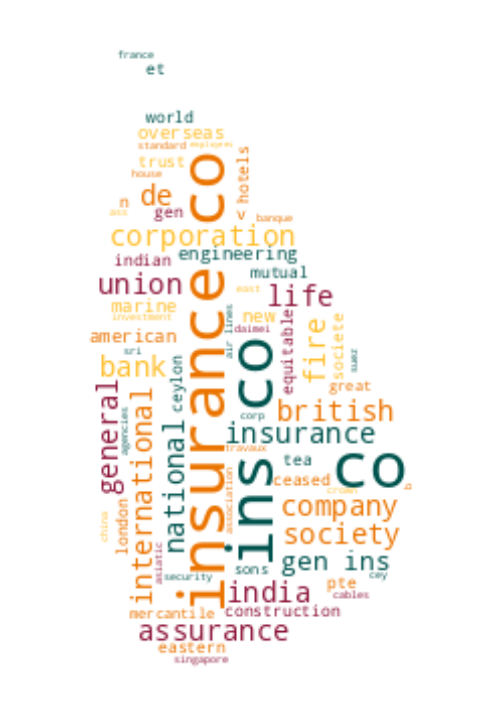 france
et
world
overseas
standard employees
trust
house
hotels
de
n
gen
ass
v
banque
insurance co
corporation
engineering
indian
mutual
union
life
east
marine
investment
new
daimei
equitable
fire
societe
suez
air lines
american
sri
bank
ceylon
ins co
great
general
agencies
international
national
corp
british
insurance
travaux
tea
co
ceased
crown
b
association
company
china
london
society
asiatic
gen ins
security
sons
cey
india
pte
cables
mercantile
construction
assurance
eastern
singapore